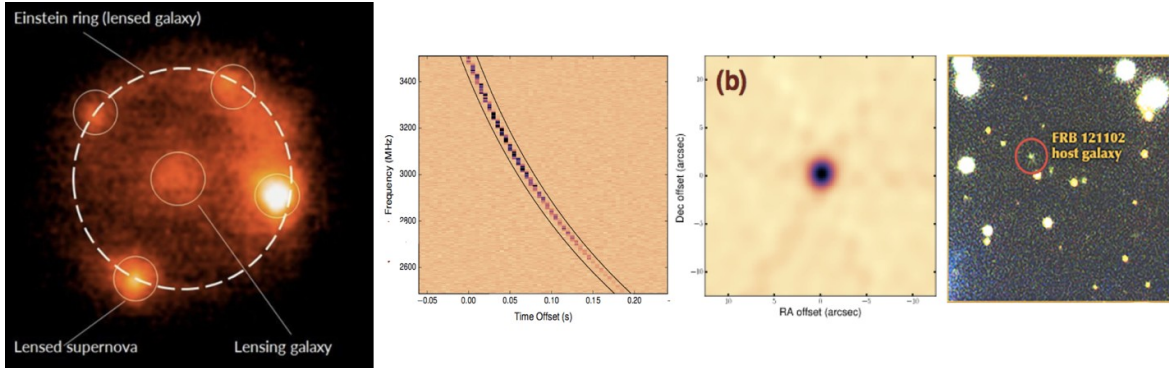 Einstein ring (lensed galaxy)
Lensed supernova
Lensing galaxy
Frequency (MHz)
3400
3200
3000
2800
2600
−0.05
0.00
0.05
0.10
0.15
0.20
Time Offset (s)
(b)
Dec offset (arcsec)
10
5
0
−5
−10
10
5
0
−5
−10
RA offset (arcsec)
FRB 121102
host galaxy